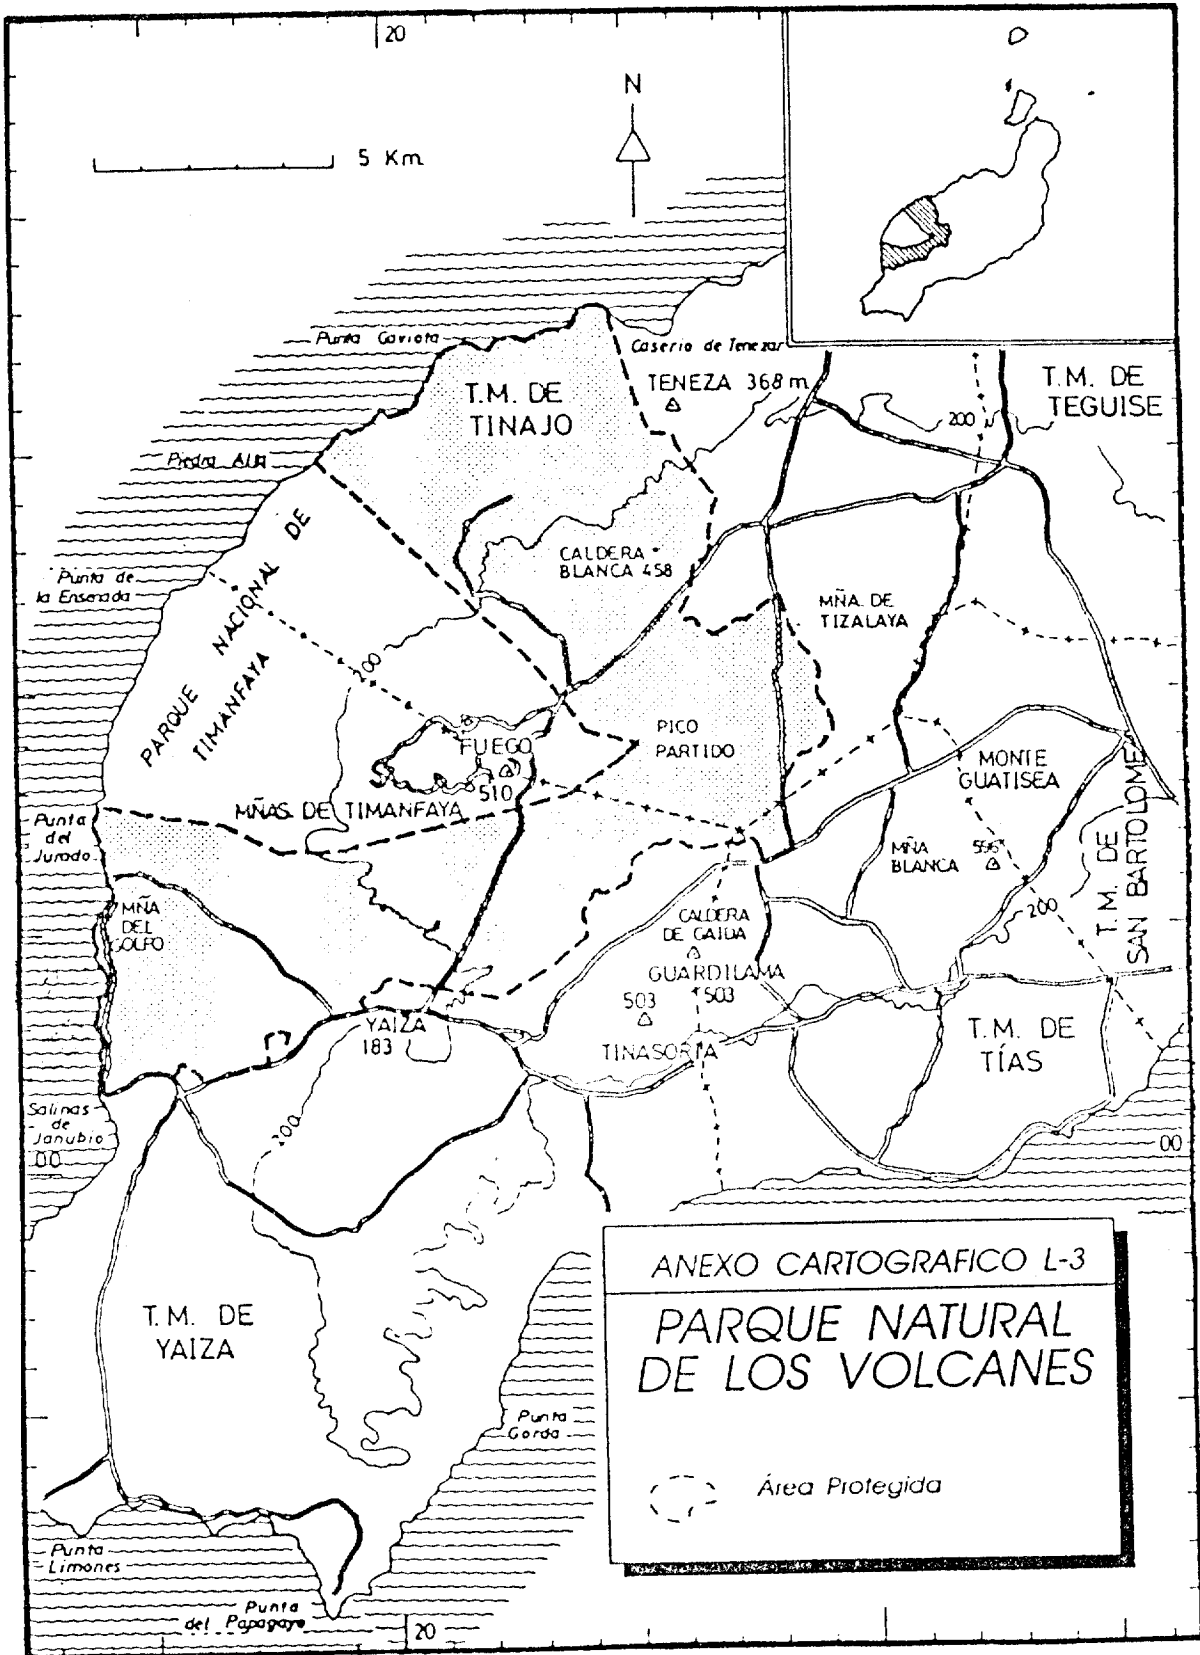 20
N
5 Km
Punta Gaviota
Caserio de Tenezar
T.M. DE
TINAJO
TENEZA 368 m
T.M. DE
TEGUISE
200
Piedra Alta
PARQUE NACIONAL DE
TIMANFAYA
CALDERA
BLANCA 458
Punta de
la Ensenada
MÑA. DE
TIZALAYA
200
PICO
PARTIDO
FUEGO
510
MONTE
GUATISEA
MÑAS. DE TIMANFAYA
Punta
del
Jurado
MÑA
BLANCA
596
T.M. DE
SAN BARTOLOME
MÑA
DEL
GOLFO
200
CALDERA
DE GAIDA
GUARDILAMA
503
503
YAIZA
183
TINASORIA
T.M. DE
TÍAS
Salinas
de
Janubio
00
200
00
T.M. DE
YAIZA
ANEXO CARTOGRAFICO L-3
PARQUE NATURAL
DE LOS VOLCANES
Área Protegida
Punta
Gorda
Punta
Limones
Punta
del Papagayo
20